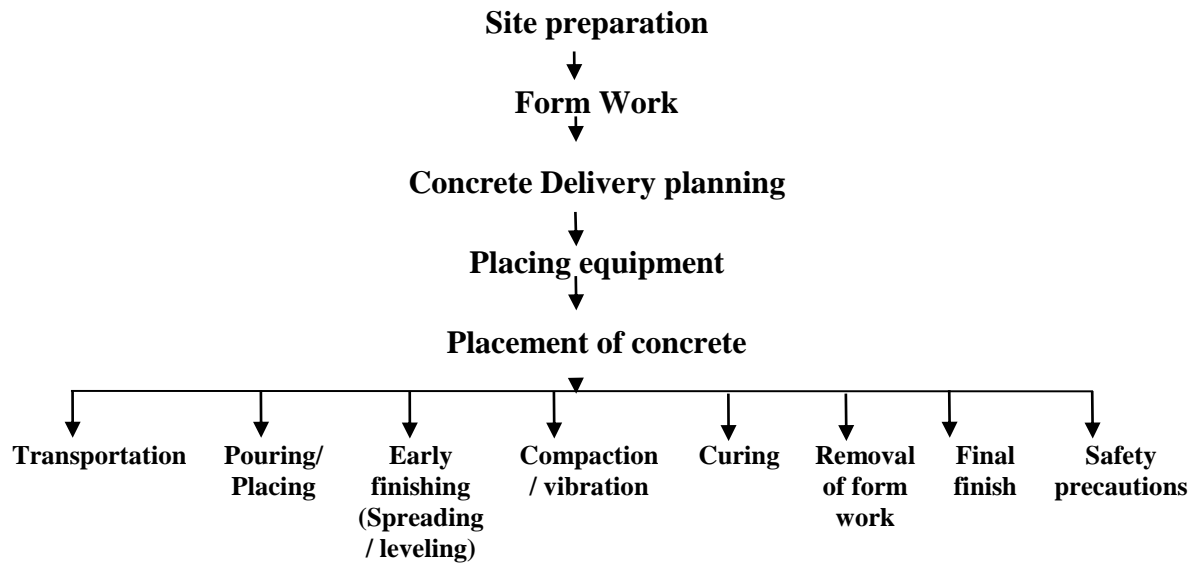 Site preparation
Form Work
Concrete Delivery planning
Placing equipment
Placement of concrete
Transportation
Pouring/
Placing
Early
finishing
(Spreading
/ leveling)
Compaction
/ vibration
Curing
Removal
of form
work
Final
finish
Safety
precautions